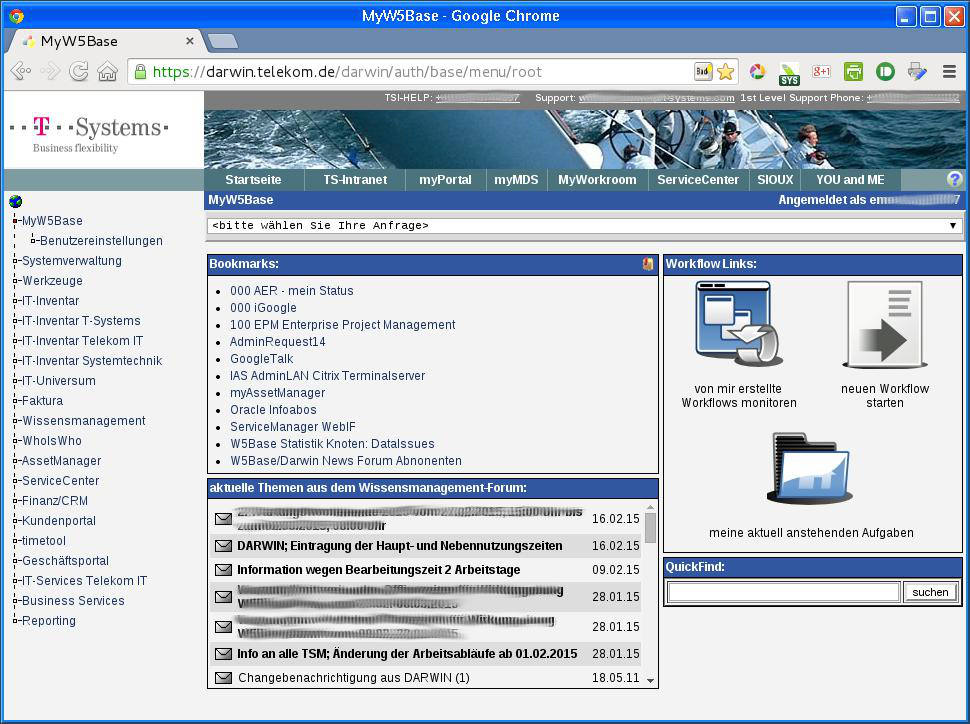 MyW5Base - Google Chrome
MyW5Base
https://darwin.telekom.de/darwin/auth/base/menu/root
Bad
SYS
g+1
TSI-HELP: Support: 1st Level Support Phone:
T Systems
Business flexibility
Startseite TS-Intranet myPortal myMDS MyWorkroom ServiceCenter SIOUX YOU and ME ?
MyW5Base Angemeldet als
<bitte wählen Sie Ihre Anfrage>
MyW5Base
Benutzereinstellungen
Systemverwaltung
Werkzeuge
IT-Inventar
IT-Inventar T-Systems
IT-Inventar Telekom IT
IT-Inventar Systemtechnik
IT-Universum
Faktura
Wissensmanagement
WhoIsWho
AssetManager
ServiceCenter
Finanz/CRM
Kundenportal
timetool
Geschäftsportal
IT-Services Telekom IT
Business Services
Reporting
Bookmarks:
000 AER - mein Status
000 iGoogle
100 EPM Enterprise Project Management
AdminRequest14
GoogleTalk
IAS AdminLAN Citrix Terminalserver
myAssetManager
Oracle Infoabos
ServiceManager WebIF
W5Base Statistik Knoten: DataIssues
W5Base/Darwin News Forum Abnonenten
aktuelle Themen aus dem Wissensmanagement-Forum:
16.02.15
DARWIN; Eintragung der Haupt- und Nebennutzungszeiten 16.02.15
Information wegen Bearbeitungszeit 2 Arbeitstage 09.02.15
28.01.15
28.01.15
Info an alle TSM; Änderung der Arbeitsabläufe ab 01.02.2015 28.01.15
Changebenachrichtigung aus DARWIN (1) 18.05.11
Workflow Links:
von mir erstellte
Workflows monitoren
neuen Workflow
starten
meine aktuell anstehenden Aufgaben
QuickFind:
suchen